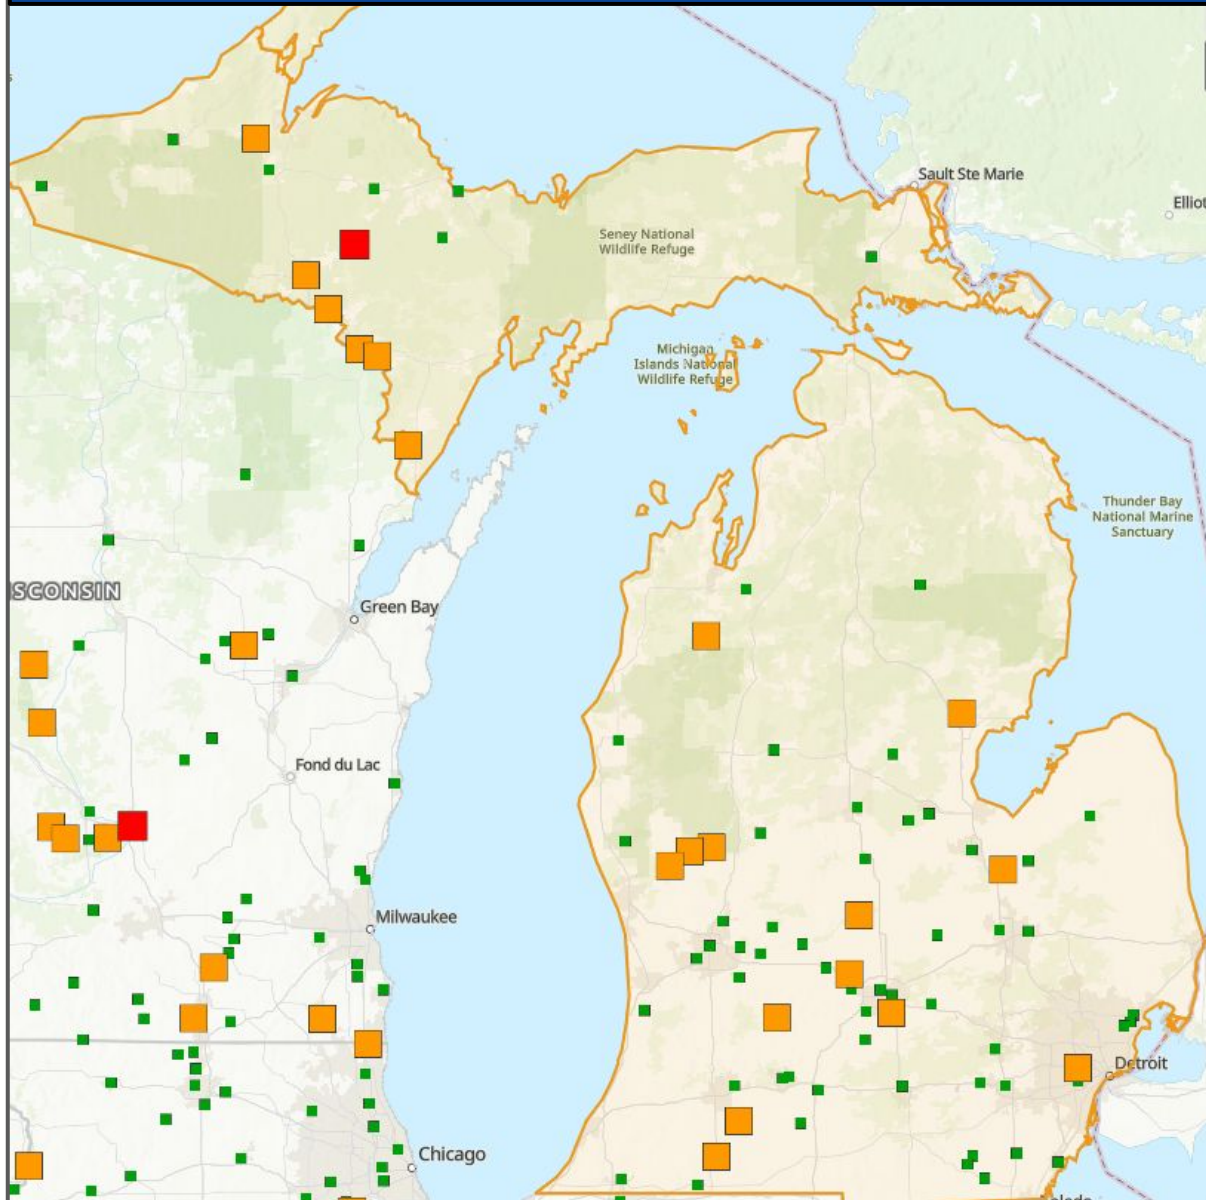 Sault Ste Marie
Elliot
Seney National
Wildlife Refuge
Michigan
Islands National
Wildlife Refuge
Thunder Bay
National Marine
Sanctuary
SCONSIN
Green Bay
Fond du Lac
Milwaukee
Detroit
Chicago
oledo